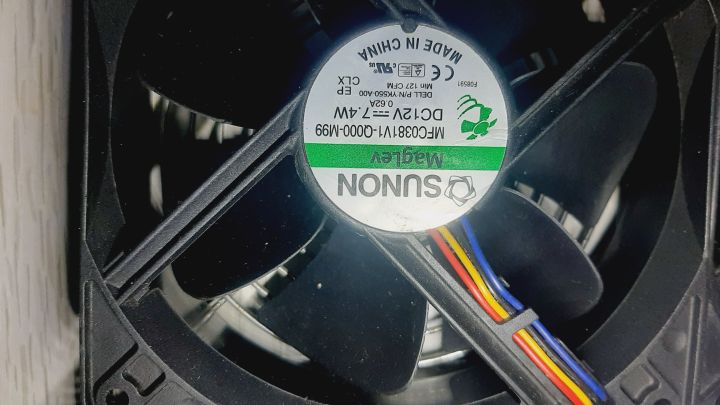 SUNON
MagLev
MFC0381V1-Q000-M99
DC12V⎓7.4W
0.62A
DELL P/N YK550-A00 EP
Min 127 CFM CLX
F08591
CE
MADE IN CHINA